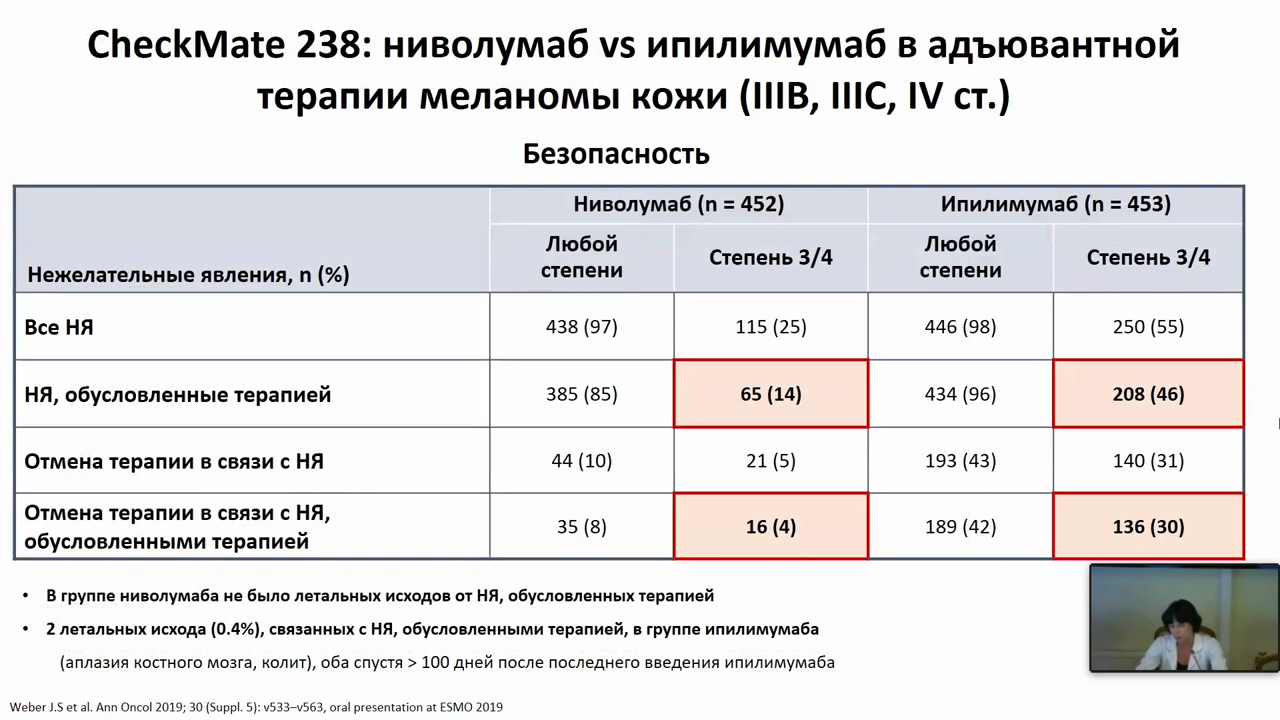 CheckMate 238: ниволумаб vs ипилимумаб в адъювантной
терапии меланомы кожи (IIIB, IIIC, IV ст.)
Безопасность
Нежелательные явления, n (%)
Ниволумаб (n = 452)
Ипилимумаб (n = 453)
Любой
степени
Степень 3/4
Любой
степени
Степень 3/4
Все НЯ 438 (97) 115 (25) 446 (98) 250 (55)
НЯ, обусловленные терапией 385 (85) 65 (14) 434 (96) 208 (46)
Отмена терапии в связи с НЯ 44 (10) 21 (5) 193 (43) 140 (31)
Отмена терапии в связи с НЯ,
обусловленными терапией 35 (8) 16 (4) 189 (42) 136 (30)
• В группе ниволумаба не было летальных исходов от НЯ, обусловленных терапией
• 2 летальных исхода (0.4%), связанных с НЯ, обусловленными терапией, в группе ипилимумаба
(аплазия костного мозга, колит), оба спустя > 100 дней после последнего введения ипилимумаба
Weber J.S et al. Ann Oncol 2019; 30 (Suppl. 5): v533–v563, oral presentation at ESMO 2019